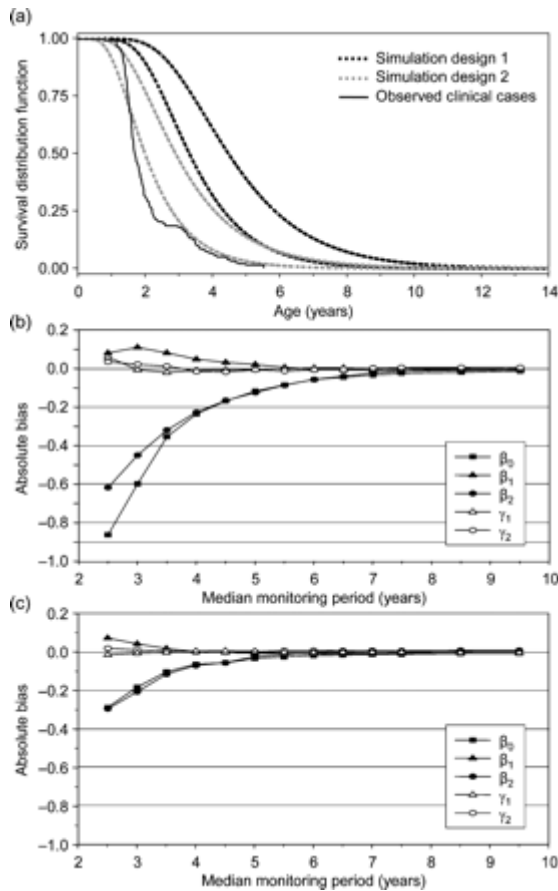 (a)
1.00
0.75
0.50
0.25
0.00
Survival distribution function
Simulation design 1
Simulation design 2
Observed clinical cases
0 2 4 6 8 10 12 14
Age (years)
(b)
0.2
0.0
−0.2
−0.4
−0.6
−0.8
−1.0
Absolute bias
β0
β1
β2
γ1
γ2
2 3 4 5 6 7 8 9 10
Median monitoring period (years)
(c)
0.2
0.0
−0.2
−0.4
−0.6
−0.8
−1.0
Absolute bias
β0
β1
β2
γ1
γ2
2 3 4 5 6 7 8 9 10
Median monitoring period (years)